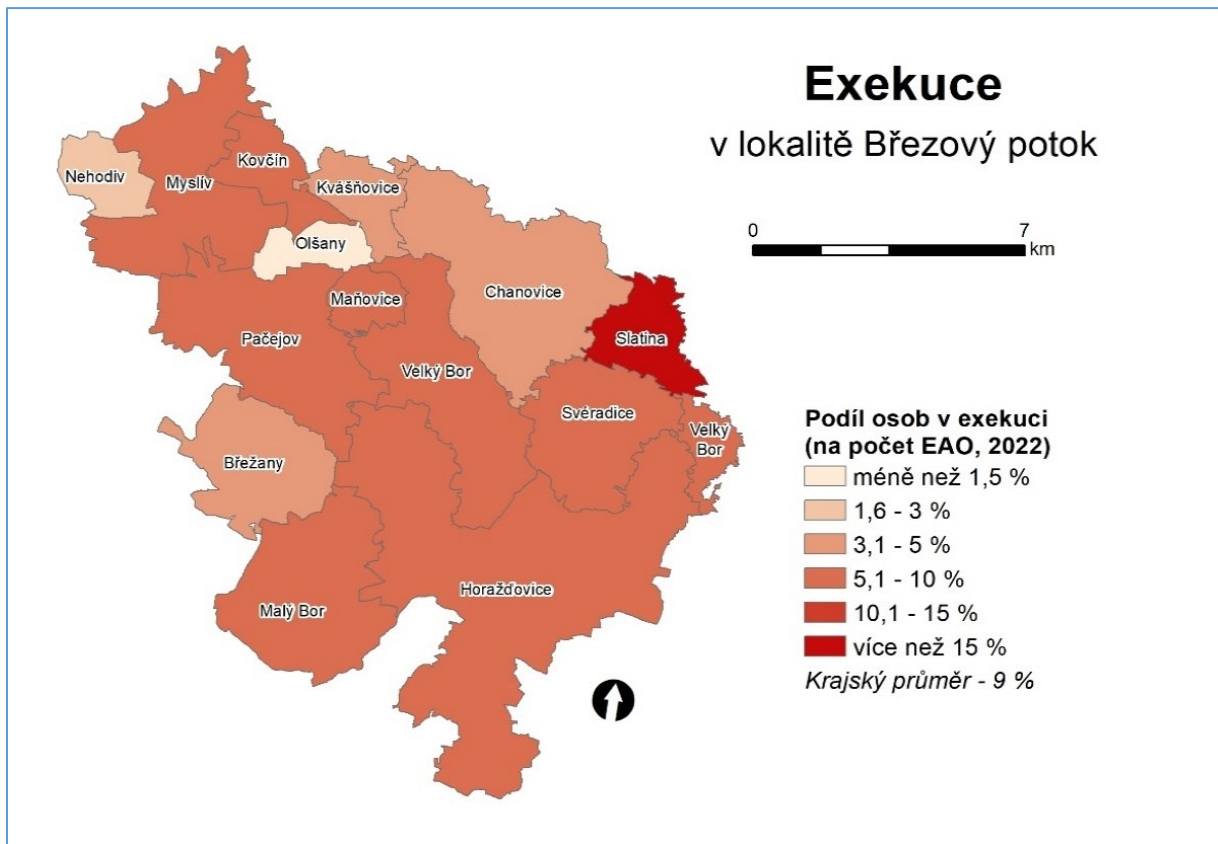 Exekuce
v lokalitě Březový potok
0
7
km
Nehodiv
Myslív
Kovčín
Kvášňovice
Olšany
Chanovice
Maňovice
Pačejov
Velký Bor
Slatina
Svéradice
Velký
Bor
Břežany
Horažďovice
Malý Bor
Podíl osob v exekuci
(na počet EAO, 2022)
méně než 1,5 %
1,6 - 3 %
3,1 - 5 %
5,1 - 10 %
10,1 - 15 %
více než 15 %
Krajský průměr - 9 %